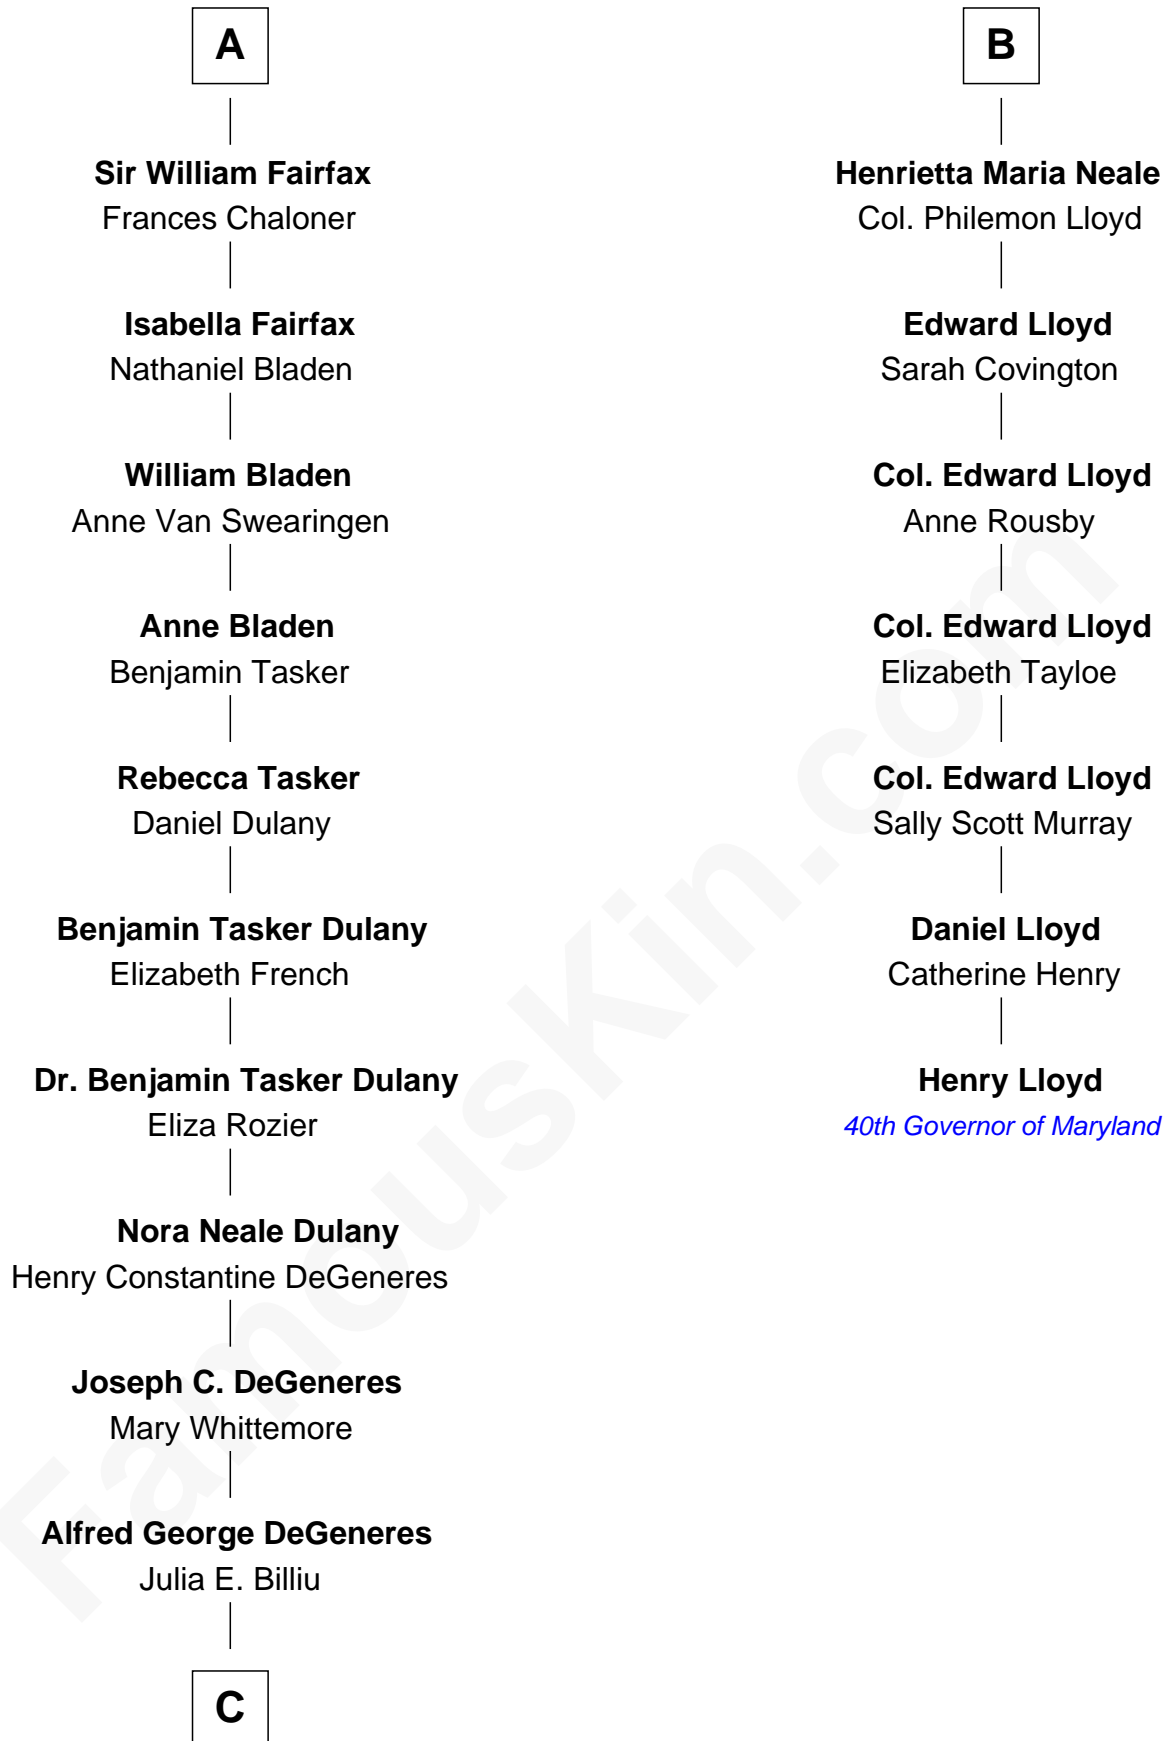 A
Sir William Fairfax
Frances Chaloner
Isabella Fairfax
Nathaniel Bladen
William Bladen
Anne Van Swearingen
Anne Bladen
Benjamin Tasker
Rebecca Tasker
Daniel Dulany
Benjamin Tasker Dulany
Elizabeth French
Dr. Benjamin Tasker Dulany
Eliza Rozier
Nora Neale Dulany
Henry Constantine DeGeneres
Joseph C. DeGeneres
Mary Whittemore
Alfred George DeGeneres
Julia E. Billiu
C
B
Henrietta Maria Neale
Col. Philemon Lloyd
Edward Lloyd
Sarah Covington
Col. Edward Lloyd
Anne Rousby
Col. Edward Lloyd
Elizabeth Tayloe
Col. Edward Lloyd
Sally Scott Murray
Daniel Lloyd
Catherine Henry
Henry Lloyd
40th Governor of Maryland
FamousKin.com